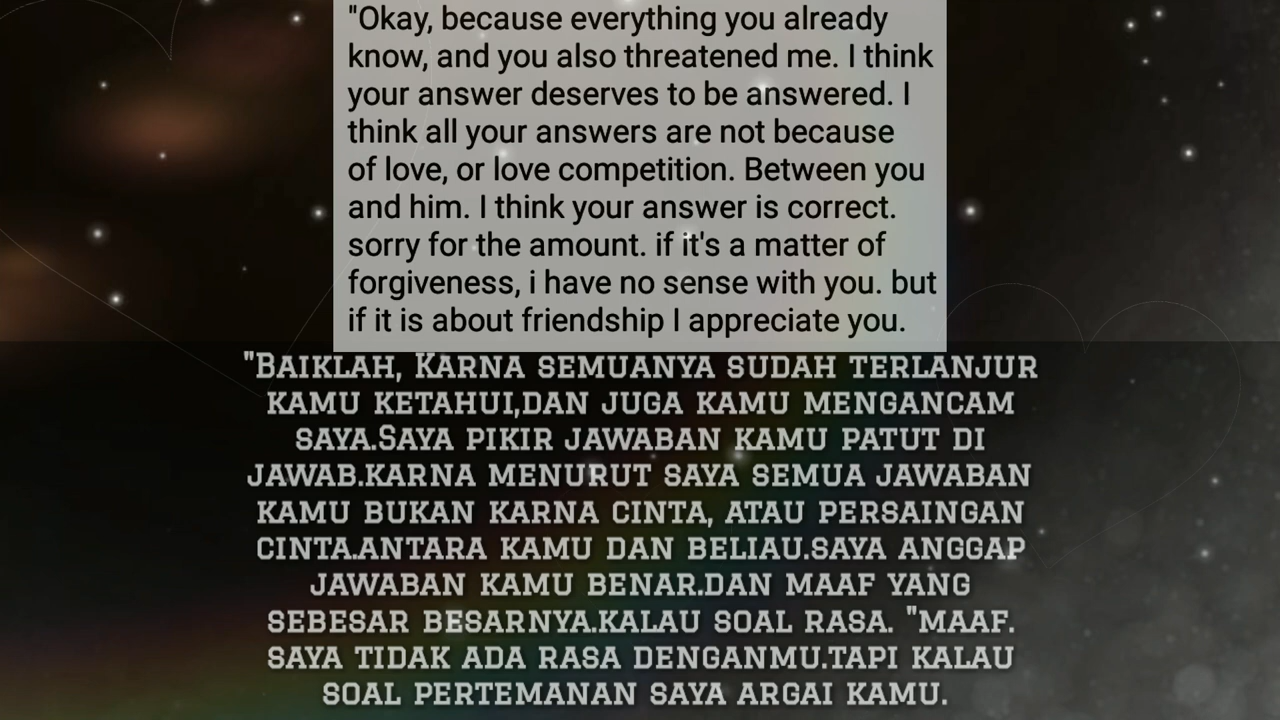 "Okay, because everything you already
know, and you also threatened me. I think
your answer deserves to be answered. I
think all your answers are not because
of love, or love competition. Between you
and him. I think your answer is correct.
sorry for the amount. if it's a matter of
forgiveness, i have no sense with you. but
if it is about friendship I appreciate you.
"Baiklah, Karna semuanya sudah terlanjur
kamu ketahui,dan juga kamu mengancam
saya.Saya pikir jawaban kamu patut di
jawab.karna menurut saya semua jawaban
kamu bukan karna cinta, atau persaingan
cinta.antara kamu dan beliau.saya anggap
jawaban kamu benar.dan maaf yang
sebesar besarnya.kalau soal rasa. "maaf.
saya tidak ada rasa denganmu.tapi kalau
soal pertemanan saya argai kamu.